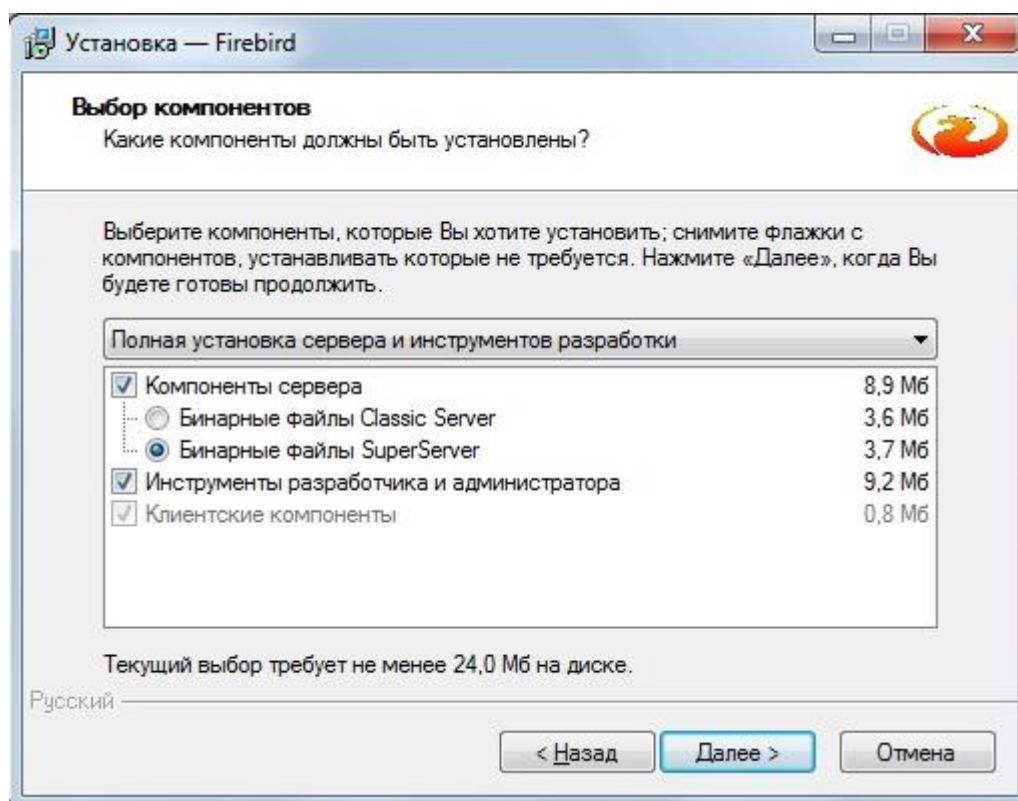 Установка — Firebird
Выбор компонентов
Какие компоненты должны быть установлены?
Выберите компоненты, которые Вы хотите установить; снимите флажки с
компонентов, устанавливать которые не требуется. Нажмите «Далее», когда Вы
будете готовы продолжить.
Полная установка сервера и инструментов разработки
Компоненты сервера 8,9 Мб
Бинарные файлы Classic Server 3,6 Мб
Бинарные файлы SuperServer 3,7 Мб
Инструменты разработчика и администратора 9,2 Мб
Клиентские компоненты 0,8 Мб
Текущий выбор требует не менее 24,0 Мб на диске.
Русский
< Назад Далее > Отмена